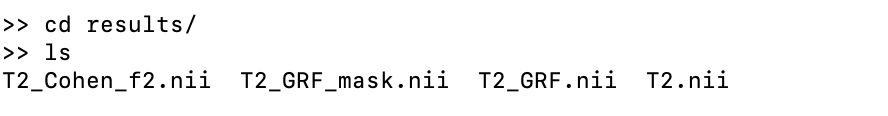 >> cd results/
>> ls
T2_Cohen_f2.nii  T2_GRF_mask.nii  T2_GRF.nii  T2.nii